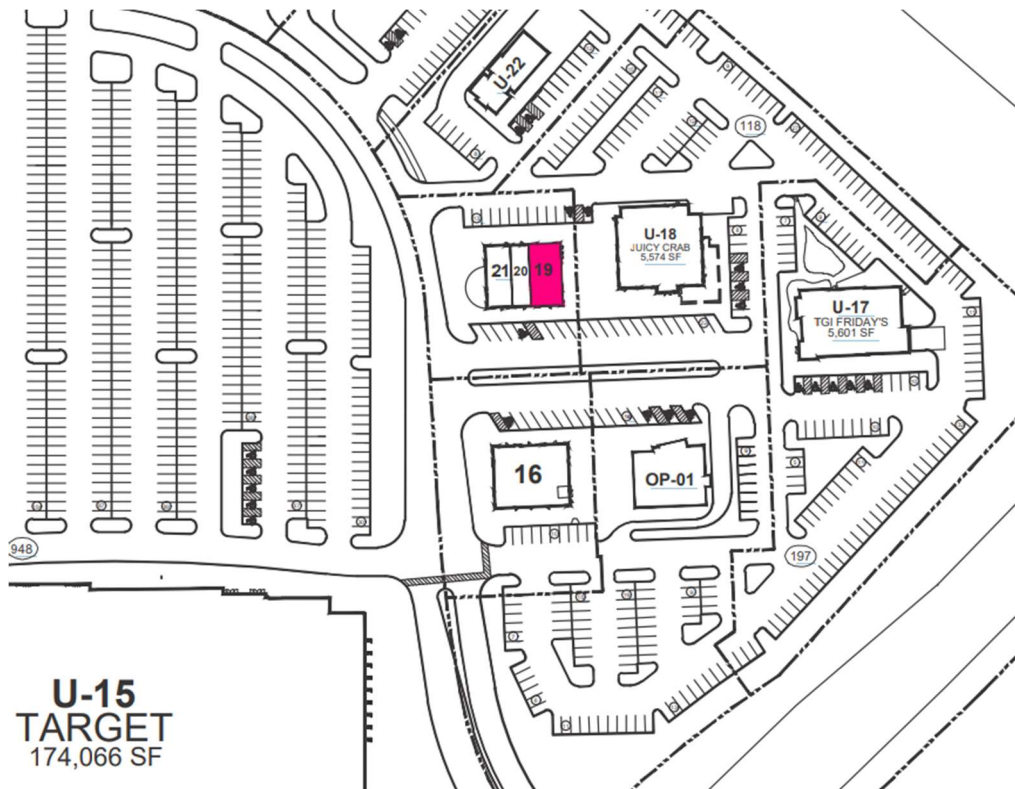 U-22
118
U-18
JUICY CRAB
5,574 SF
21
20
19
U-17
TGI FRIDAY'S
5,601 SF
16
OP-01
948
197
U-15
TARGET
174,066 SF